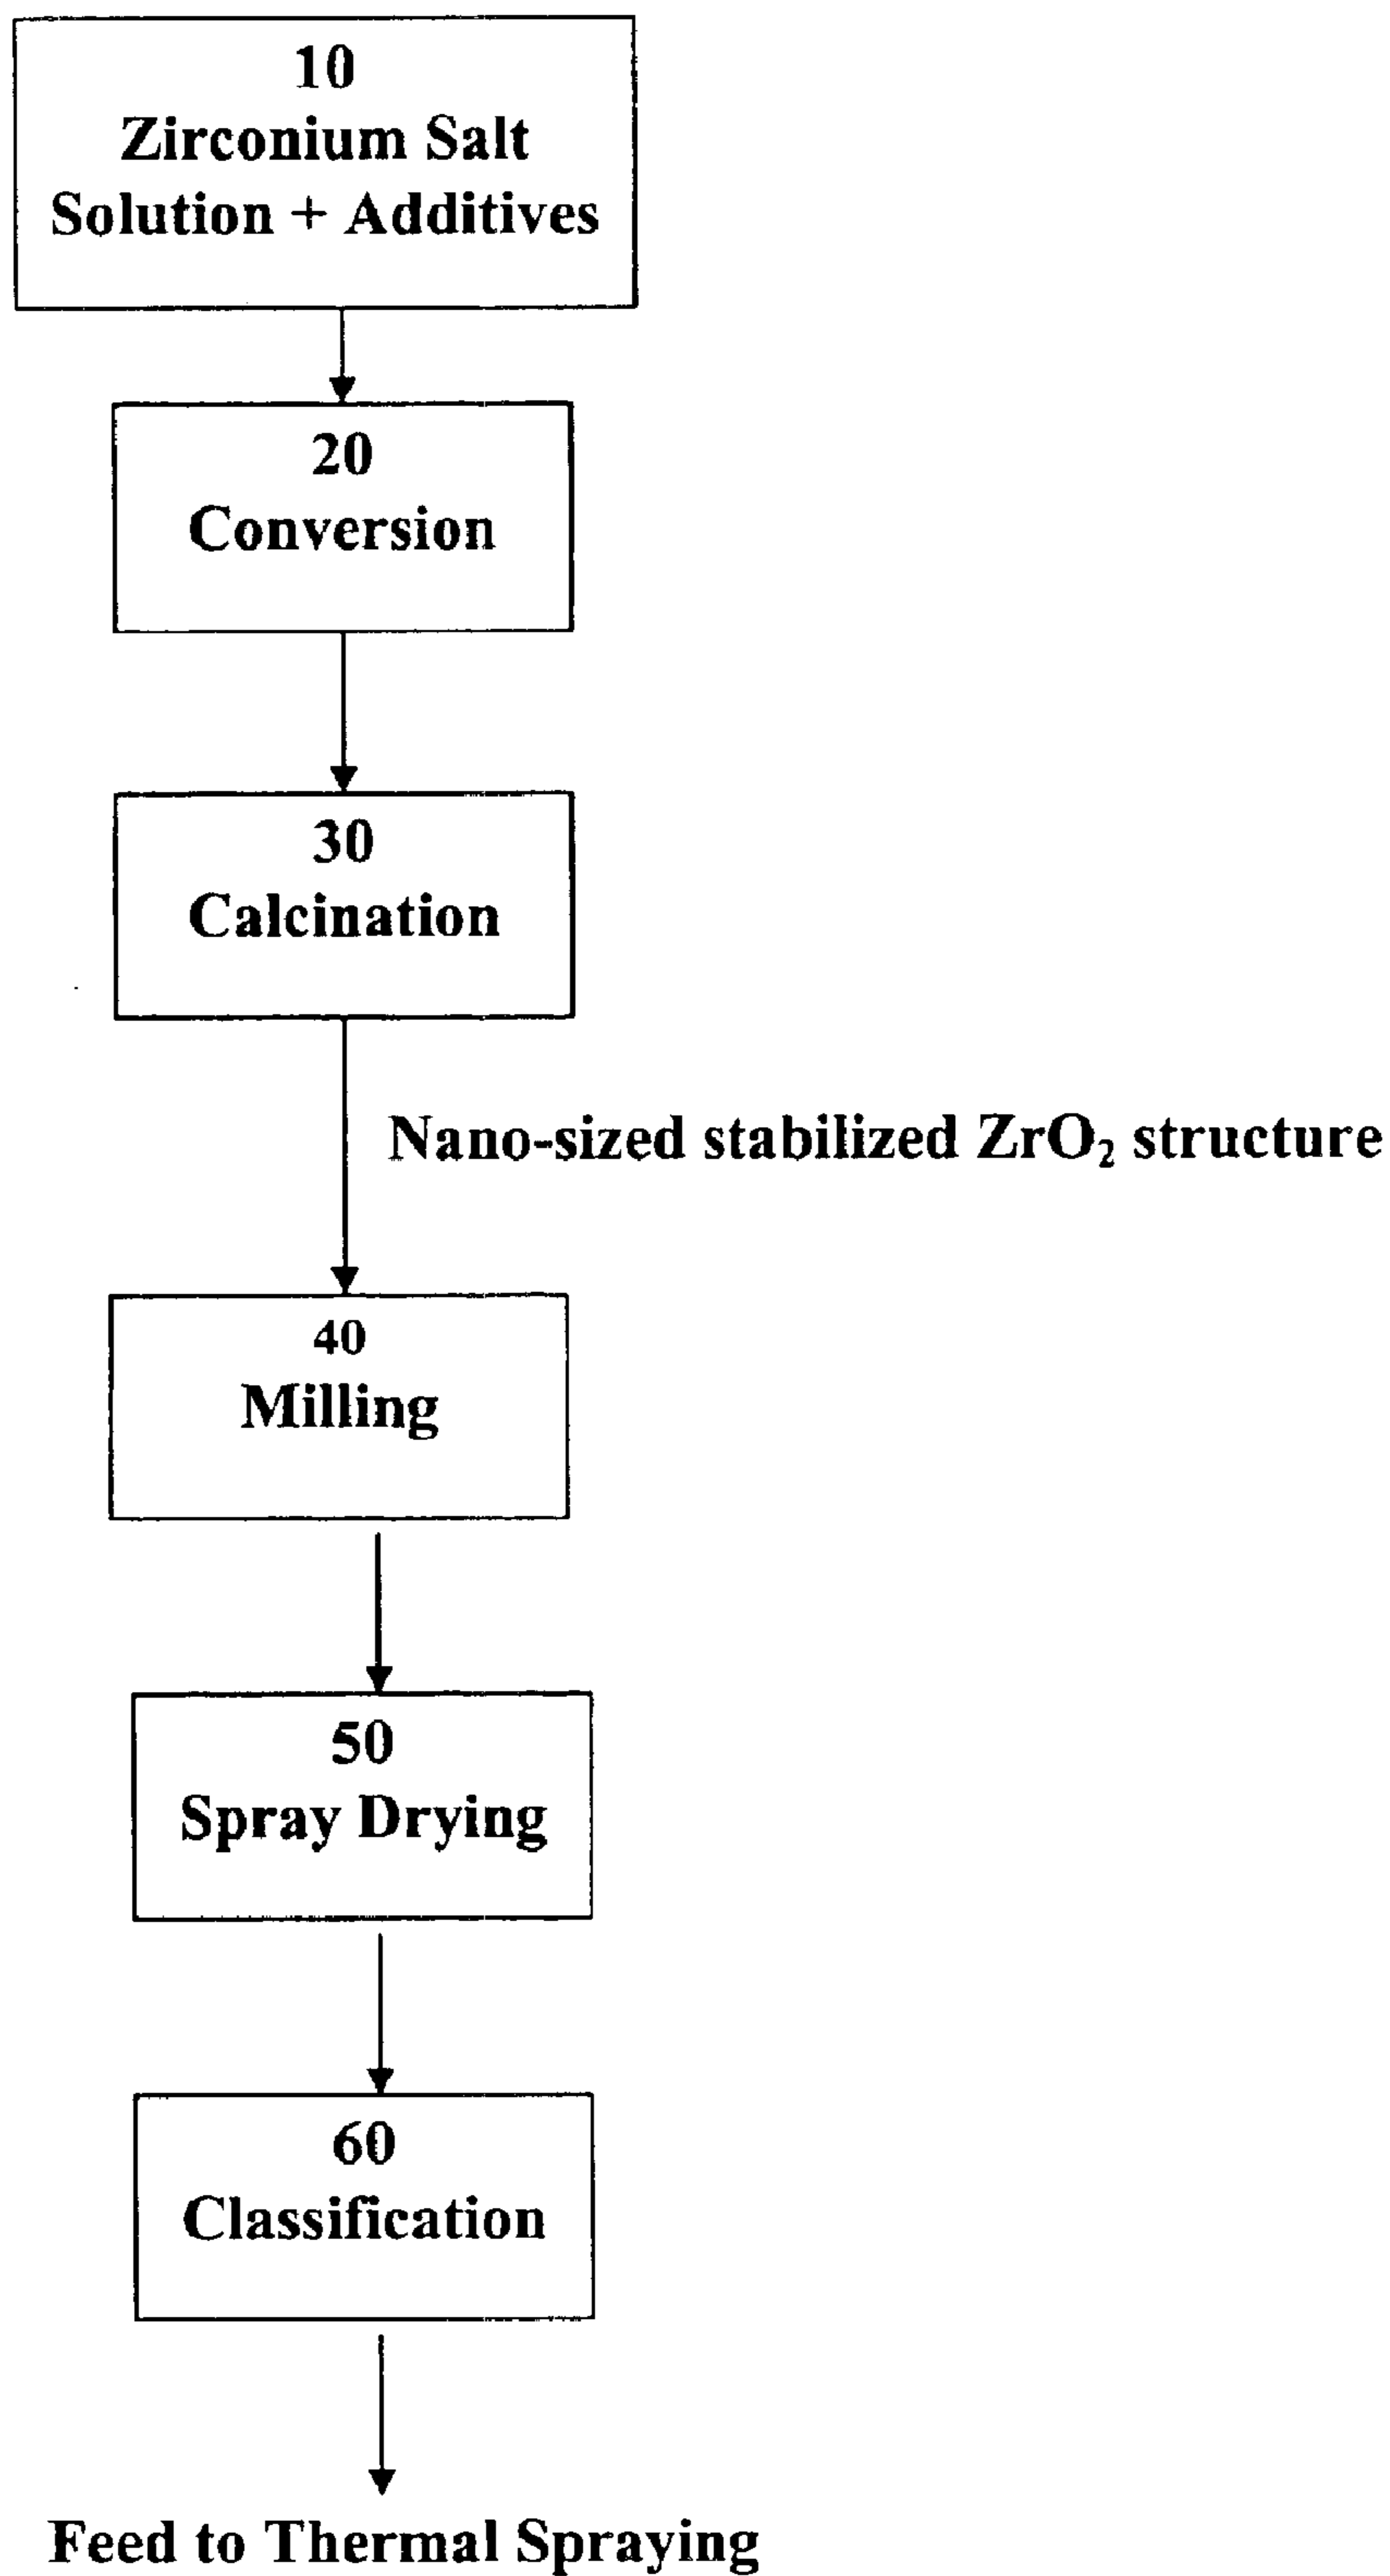 10
Zirconium Salt
Solution + Additives
20
Conversion
30
Calcination
Nano-sized stabilized ZrO₂ structure
40
Milling
50
Spray Drying
60
Classification
Feed to Thermal Spraying